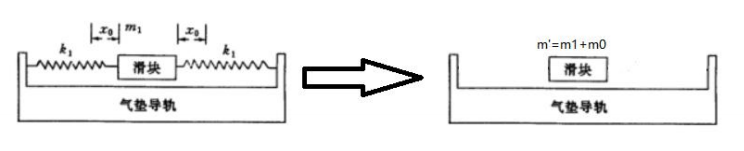 x₀ m₁ x₀
k₁ k₁
滑块
气垫导轨
m'=m1+m0
滑块
气垫导轨